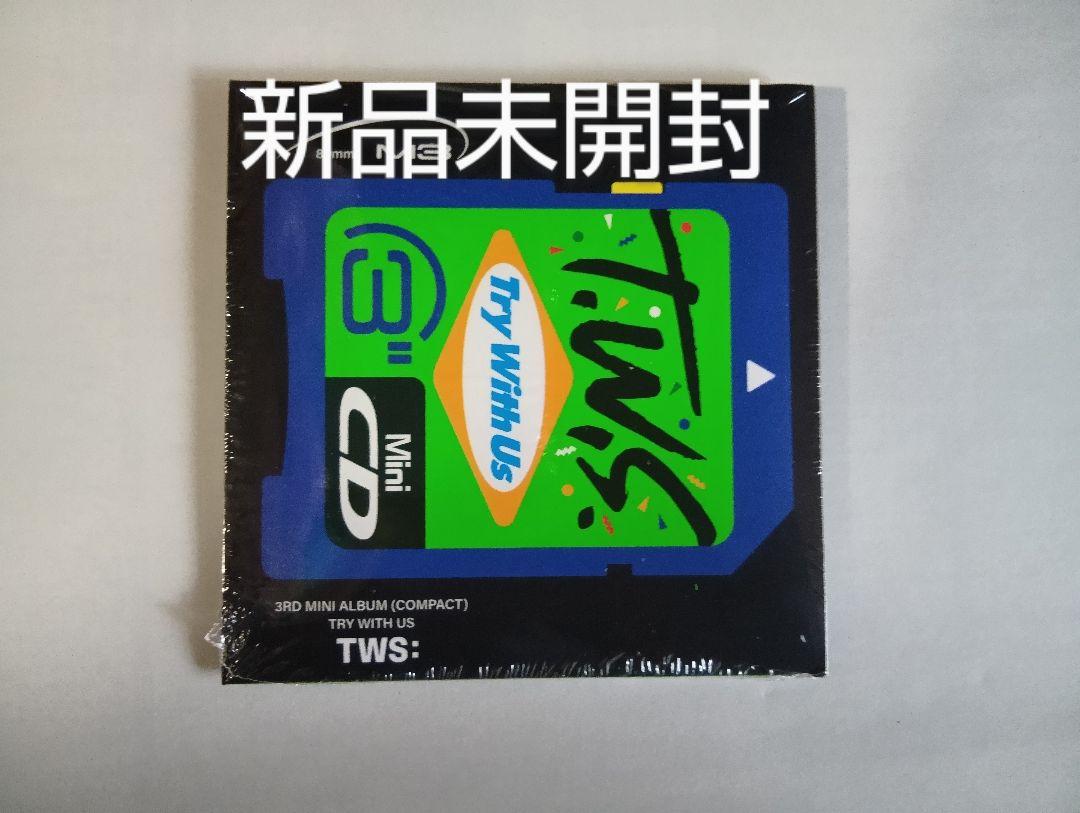 新品未開封
T.W.S.
Try With Us
3"
Mini
CD
3RD MINI ALBUM (COMPACT)
TRY WITH US
TWS: